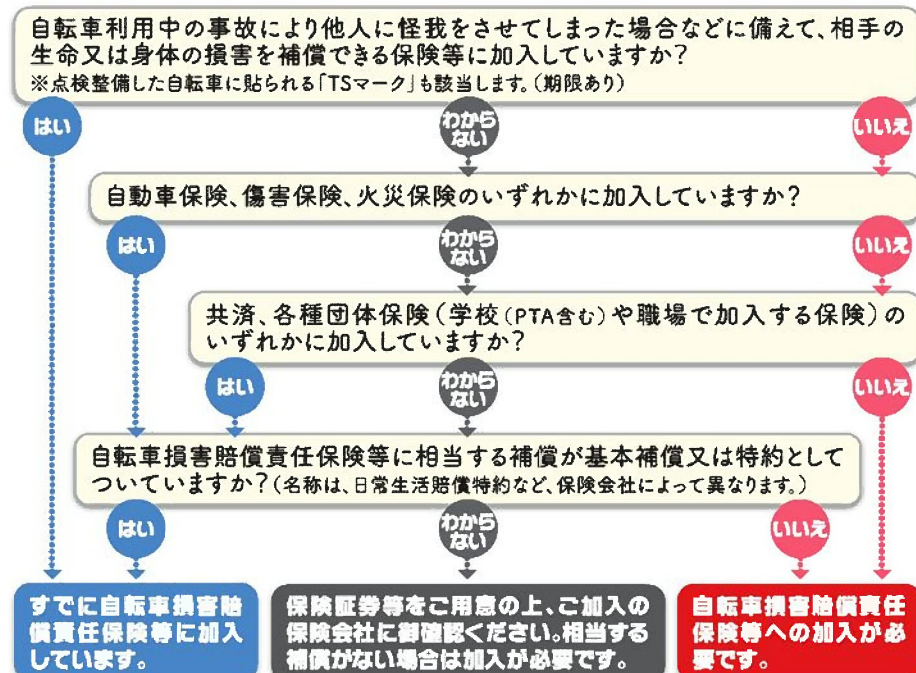 自転車利用中の事故により他人に怪我をさせてしまった場合などに備えて、相手の
生命又は身体の損害を補償できる保険等に加入していますか?
※点検整備した自転車に貼られる「TSマーク」も該当します。(期限あり)
はい
わから
ない
いいえ
自動車保険、傷害保険、火災保険のいずれかに加入していますか?
はい
わから
ない
いいえ
共済、各種団体保険(学校(PTA含む)や職場で加入する保険)の
いずれかに加入していますか?
はい
わから
ない
いいえ
自転車損害賠償責任保険等に相当する補償が基本補償又は特約として
ついていますか?(名称は、日常生活賠償特約など、保険会社によって異なります。)
はい
わから
ない
いいえ
すでに自転車損害賠
償責任保険等に加入
しています。
保険証券等をご用意の上、ご加入の
保険会社に御確認ください。相当する
補償がない場合は加入が必要です。
自転車損害賠償責任
保険等への加入が必
要です。